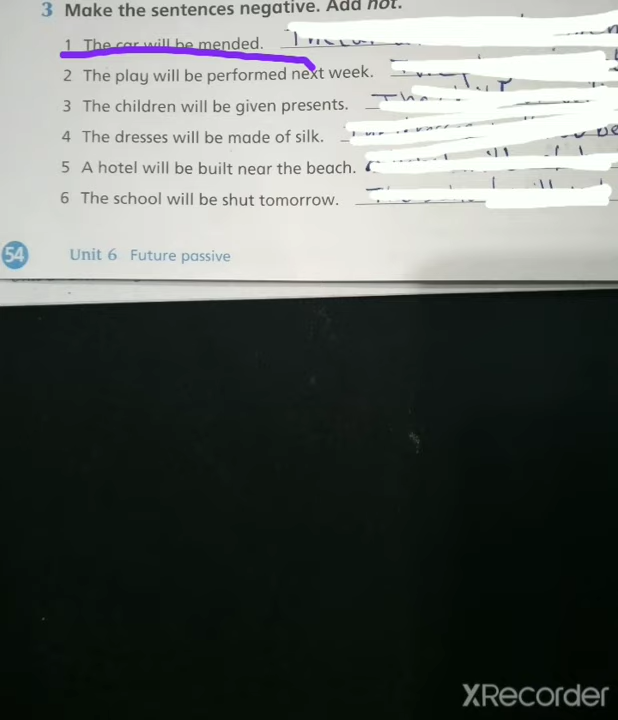 3 Make the sentences negative. Add not.
1 The car will be mended.
2 The play will be performed next week.
3 The children will be given presents.
4 The dresses will be made of silk.
5 A hotel will be built near the beach.
6 The school will be shut tomorrow.
54 Unit 6 Future passive
XRecorder